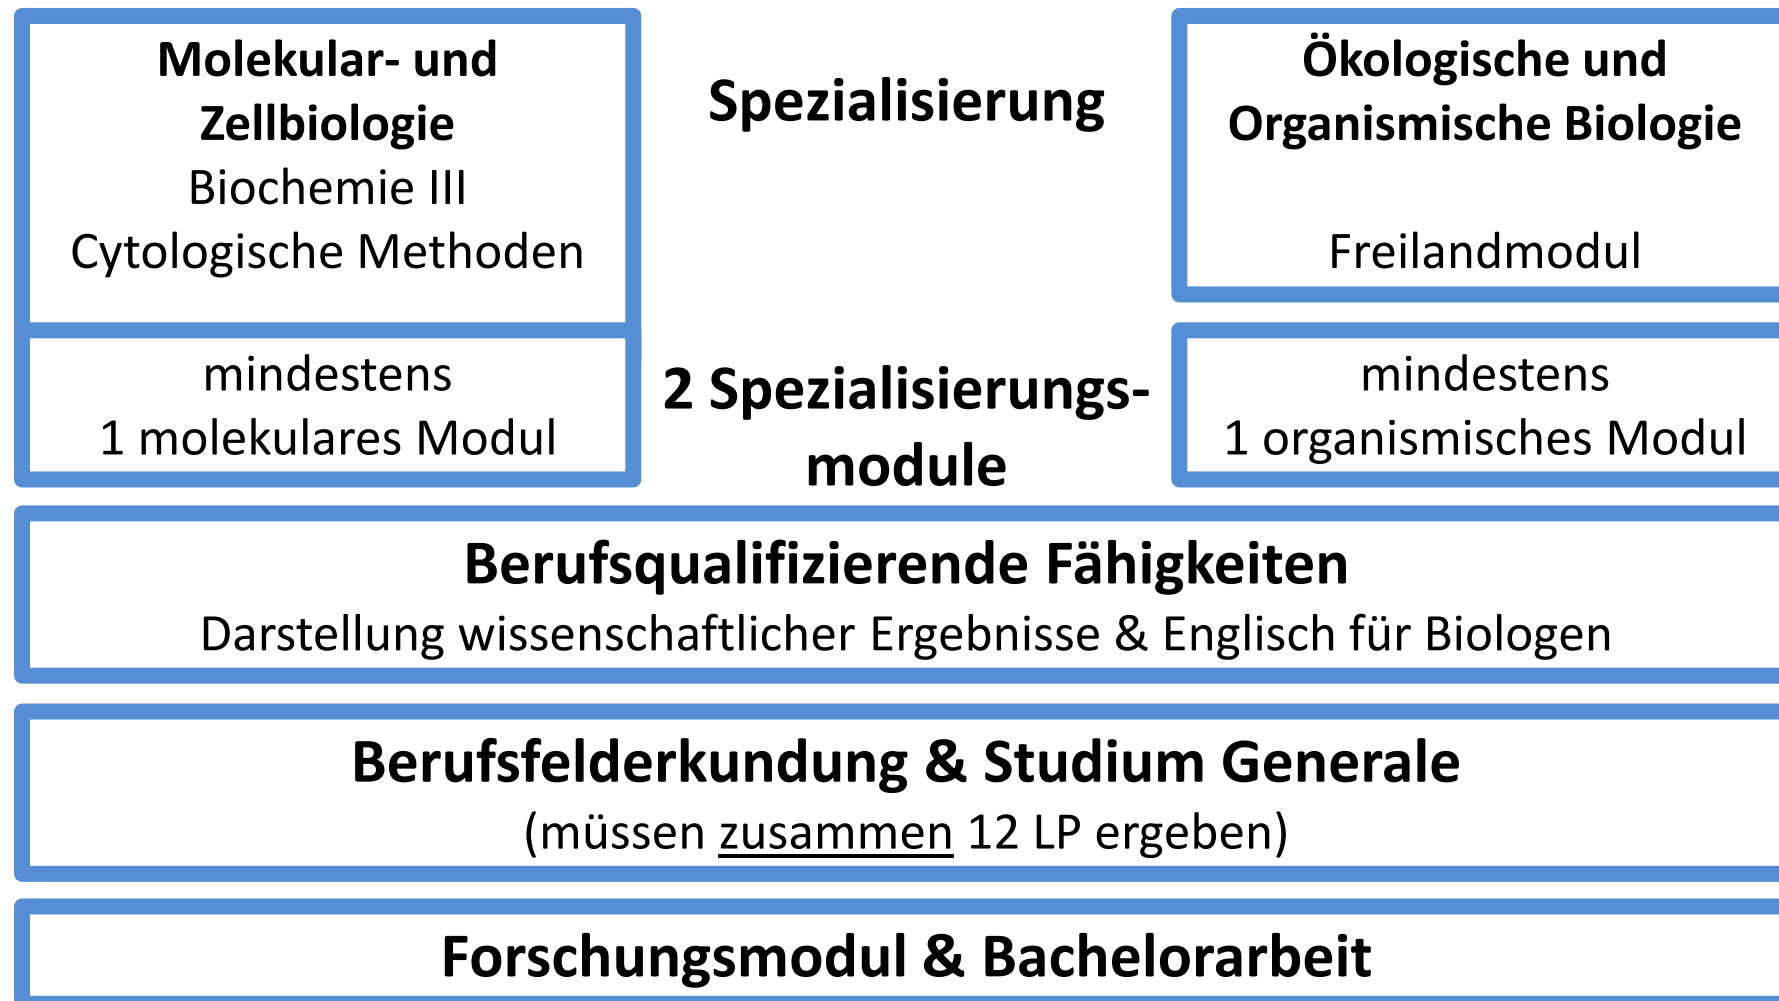 Molekular- und
Zellbiologie
Biochemie III
Cytologische Methoden
Spezialisierung
Ökologische und
Organismische Biologie
Freilandmodul
mindestens
1 molekulares Modul
2 Spezialisierungs-
module
mindestens
1 organismisches Modul
Berufsqualifizierende Fähigkeiten
Darstellung wissenschaftlicher Ergebnisse & Englisch für Biologen
Berufsfelderkundung & Studium Generale
(müssen zusammen 12 LP ergeben)
Forschungsmodul & Bachelorarbeit